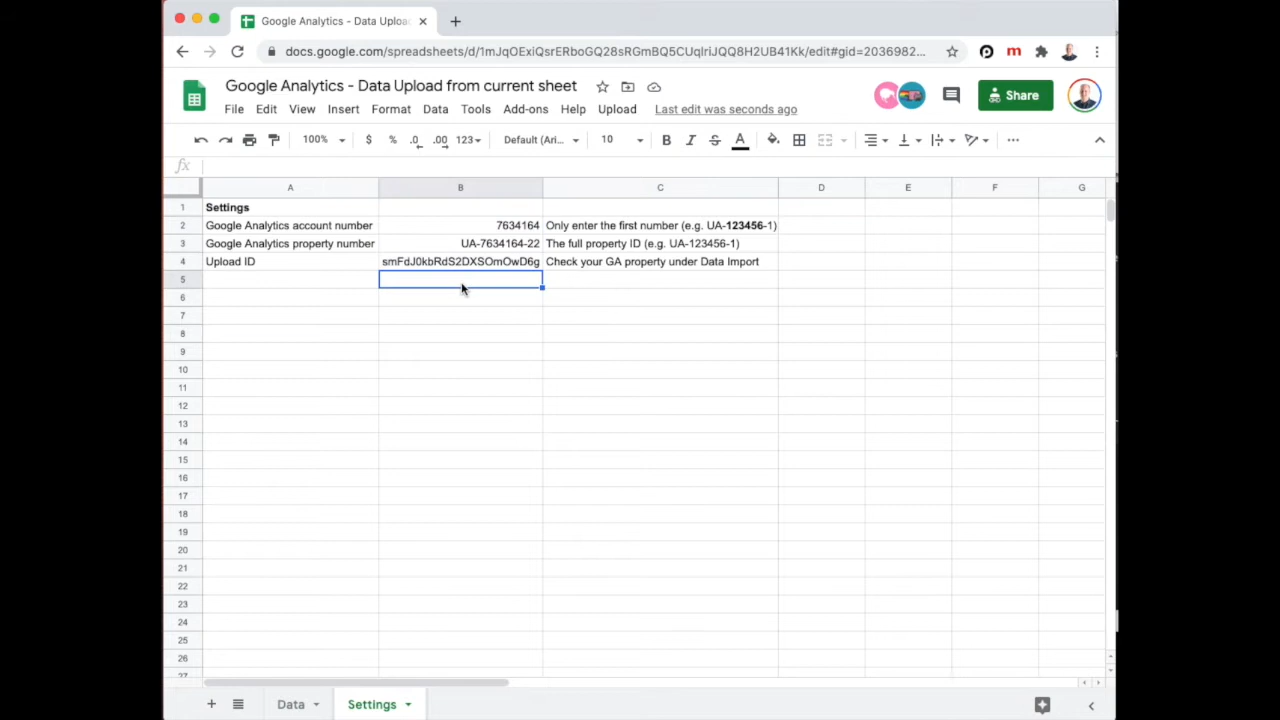 Google Analytics - Data Uploa
docs.google.com/spreadsheets/d/1mJqOExiQsrERboGQ28sRGmBQ5CUqlriJQQ8H2UB41Kk/edit#gid=2036982...
Google Analytics - Data Upload from current sheet
File Edit View Insert Format Data Tools Add-ons Help Upload Last edit was seconds ago
Share
100% $ % .0 .00 123 Default (Ari... 10 B I S A ...
fx
A B C D E F G
1 Settings
2 Google Analytics account number 7634164 Only enter the first number (e.g. UA-123456-1)
3 Google Analytics property number UA-7634164-22 The full property ID (e.g. UA-123456-1)
4 Upload ID smFdJ0kbRdS2DXSOmOwD6g Check your GA property under Data Import
5
6
7
8
9
10
11
12
13
14
15
16
17
18
19
20
21
22
23
24
25
26
27
+ Data Settings